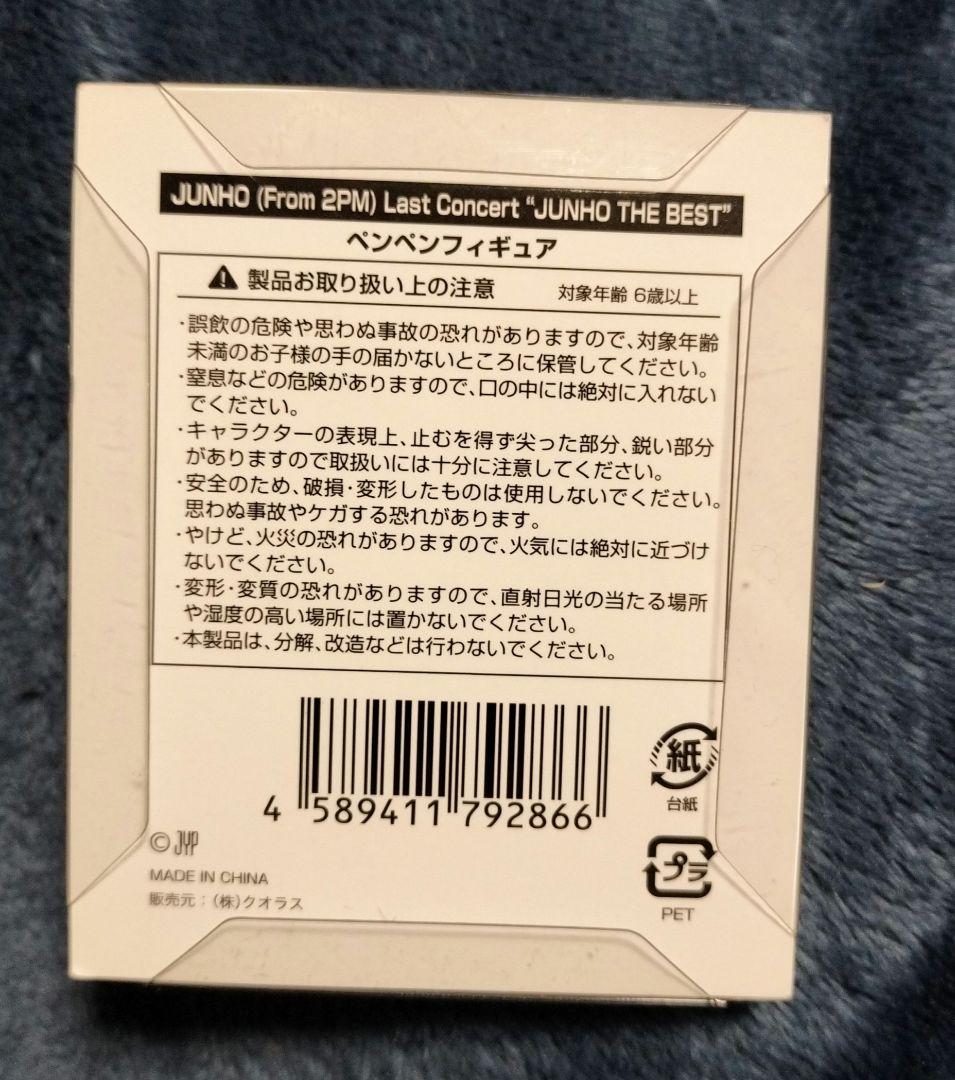 JUNHO (From 2PM) Last Concert “JUNHO THE BEST”
ペンペンフィギュア
製品お取り扱い上の注意 対象年齢 6歳以上
・誤飲の危険や思わぬ事故の恐れがありますので、対象年齢
未満のお子様の手の届かないところに保管してください。
・窒息などの危険がありますので、口の中には絶対に入れない
でください。
・キャラクターの表現上、止むを得ず尖った部分、鋭い部分
がありますので取扱いには十分に注意してください。
・安全のため、破損・変形したものは使用しないでください。
思わぬ事故やケガする恐れがあります。
・やけど、火災の恐れがありますので、火気には絶対に近づけ
ないでください。
・変形・変質の恐れがありますので、直射日光の当たる場所
や湿度の高い場所には置かないでください。
・本製品は、分解、改造などは行わないでください。
4 589411 792866
紙
台紙
プラ
PET
© JYP
MADE IN CHINA
販売元：(株)クオラス